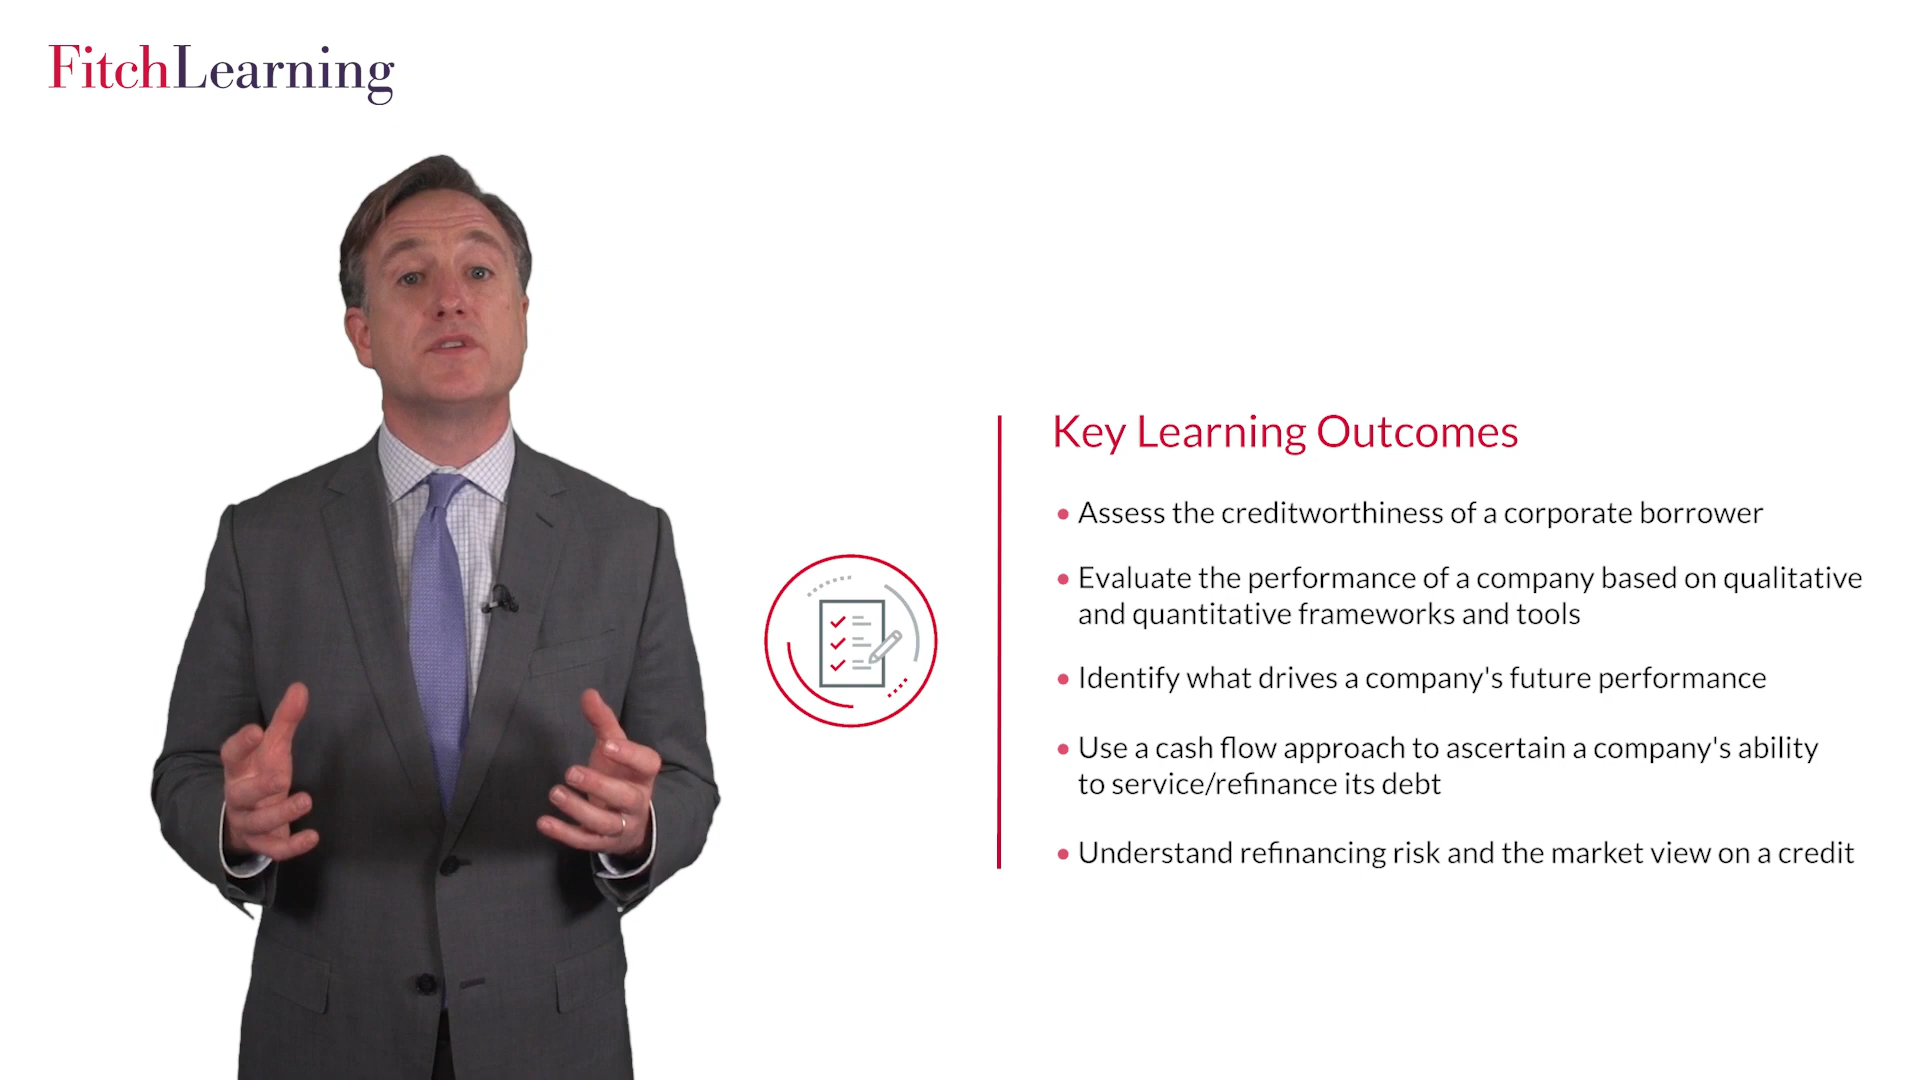 FitchLearning
Key Learning Outcomes
• Assess the creditworthiness of a corporate borrower
• Evaluate the performance of a company based on qualitative
and quantitative frameworks and tools
• Identify what drives a company's future performance
• Use a cash flow approach to ascertain a company's ability
to service/refinance its debt
• Understand refinancing risk and the market view on a credit